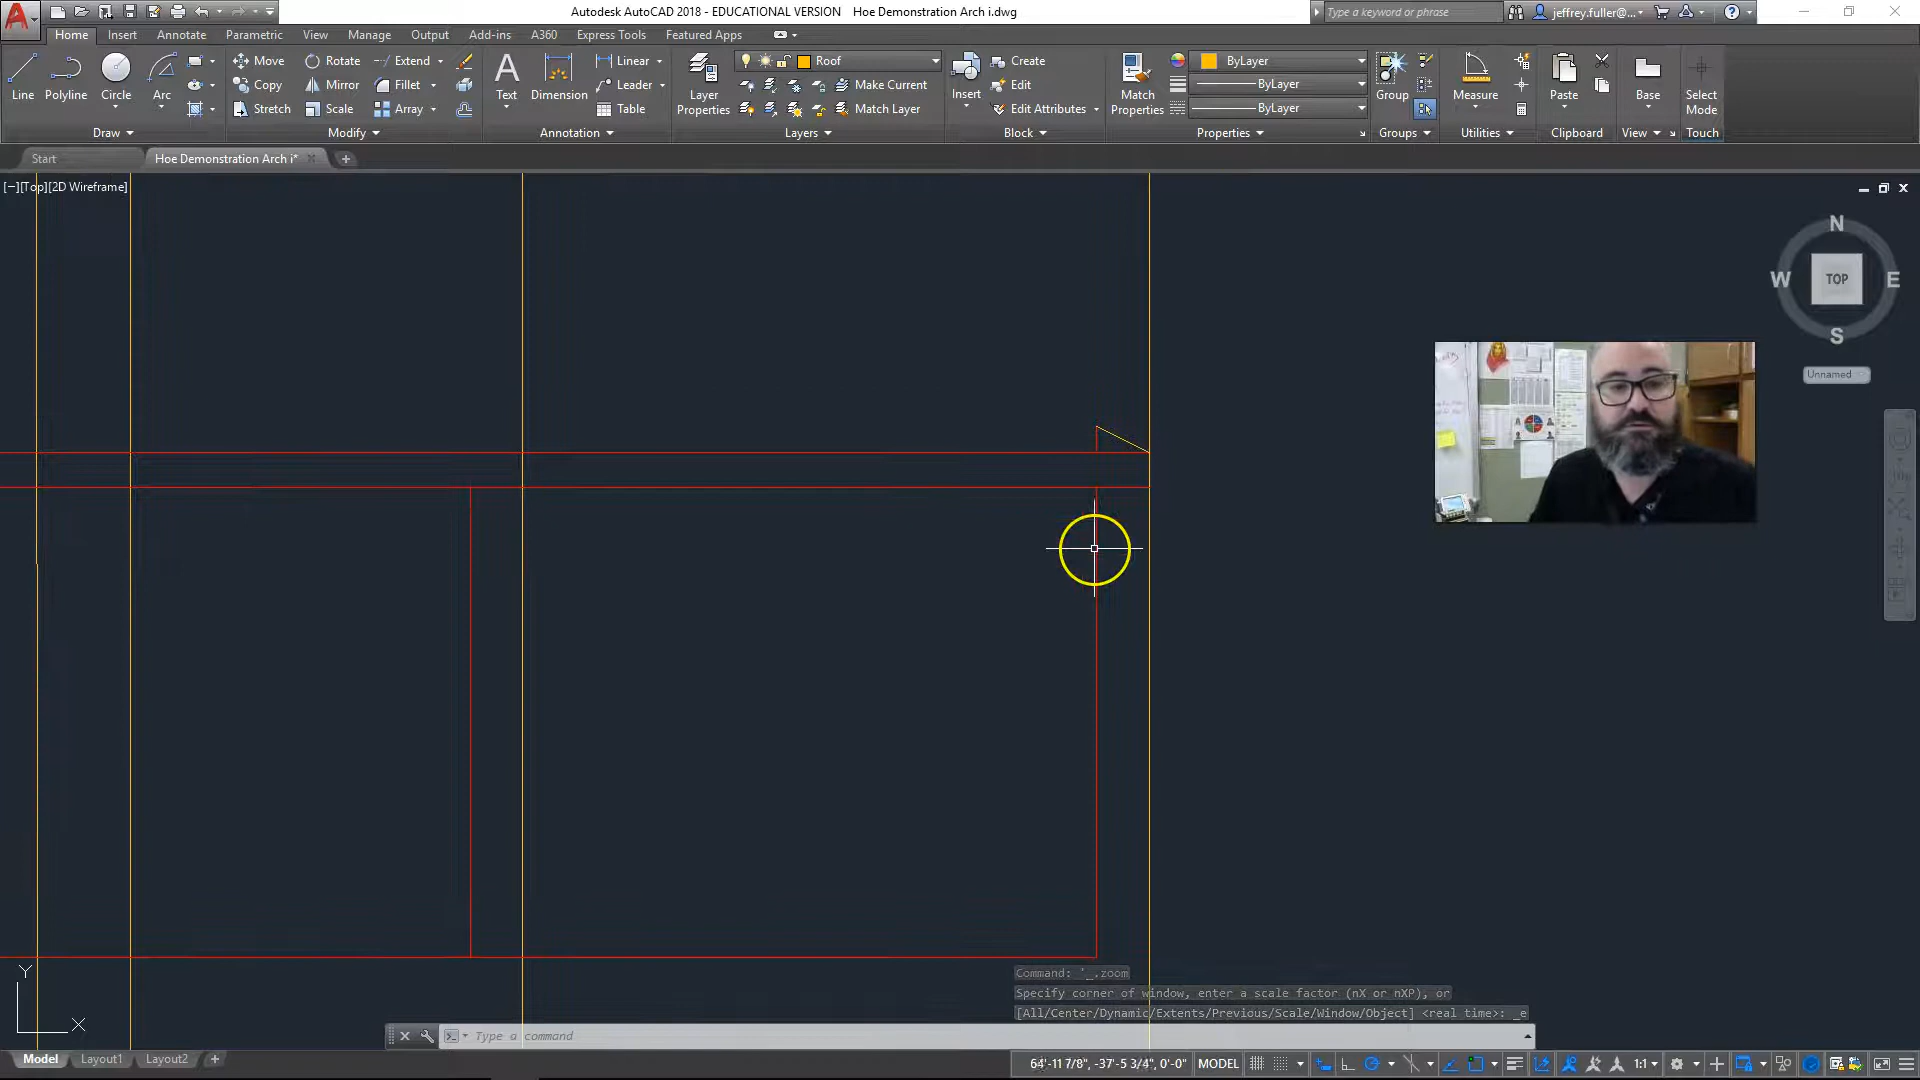 Autodesk AutoCAD 2018 - EDUCATIONAL VERSION Hoe Demonstration Arch i.dwg
Type a keyword or phrase
jeffrey.fuller@...
Home Insert Annotate Parametric View Manage Output Add-ins A360 Express Tools Featured Apps
Line Polyline Circle Arc
Move Rotate Extend
Copy Mirror Fillet
Stretch Scale Array
Text Dimension
Linear
Leader
Table
Layer Properties
Roof
Make Current
Match Layer
Insert
Create
Edit
Edit Attributes
Match Properties
ByLayer
ByLayer
ByLayer
Group Measure Paste Base Select Mode
Draw Modify Annotation Layers Block Properties Groups Utilities Clipboard View Touch
Start Hoe Demonstration Arch i*
[−][Top][2D Wireframe]
N
W TOP E
S
Unnamed
Y
X
Command: '_.zoom
Specify corner of window, enter a scale factor (nX or nXP), or
[All/Center/Dynamic/Extents/Previous/Scale/Window/Object] <real time>: _e
Type a command
Model Layout1 Layout2
64'-11 7/8", -37'-5 3/4", 0'-0" MODEL 1:1